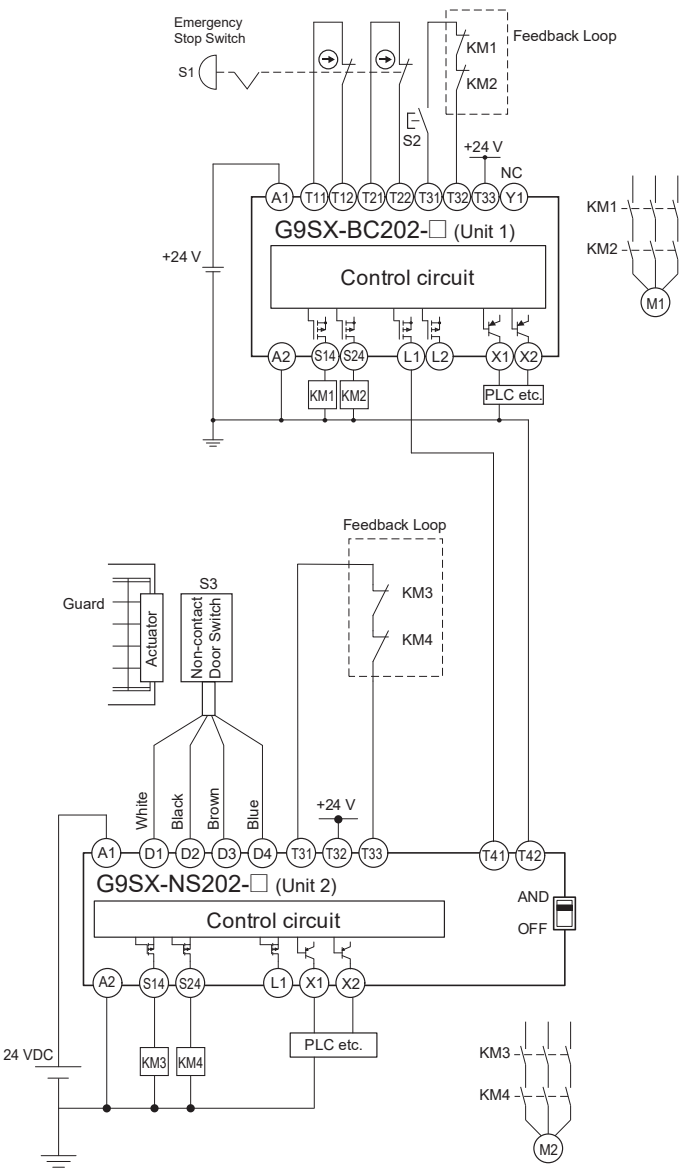 Emergency
Stop Switch
S1
KM1
KM2
Feedback Loop
S2
+24 V
NC
A1
T11
T12
T21
T22
T31
T32
T33
Y1
G9SX-BC202-□ (Unit 1)
+24 V
Control circuit
KM1
KM2
M1
A2
S14
S24
L1
L2
X1
X2
KM1
KM2
PLC etc.
Feedback Loop
KM3
KM4
S3
Guard
Actuator
Non-contact
Door Switch
White
Black
Brown
Blue
+24 V
A1
D1
D2
D3
D4
T31
T32
T33
T41
T42
G9SX-NS202-□ (Unit 2)
AND
OFF
Control circuit
A2
S14
S24
L1
X1
X2
24 VDC
KM3
KM4
PLC etc.
KM3
KM4
M2